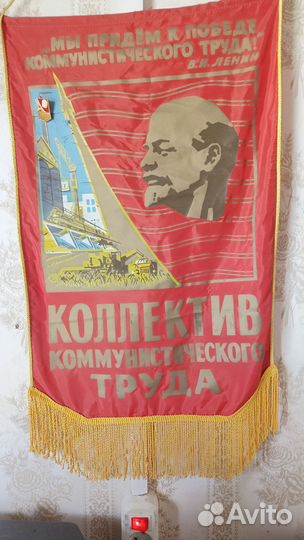 „МЫ ПРИДЁМ К ПОБЕДЕ
КОММУНИСТИЧЕСКОГО ТРУДА!"
В.И. ЛЕНИН
КОЛЛЕКТИВ
КОММУНИСТИЧЕСКОГО
ТРУДА
Avito